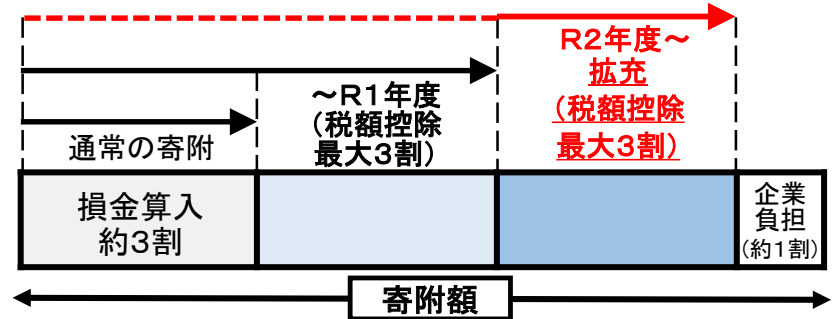 R2年度～
拡充
(税額控除
最大3割)
～R1年度
(税額控除
最大3割)
通常の寄附
損金算入
約3割
企業
負担
(約1割)
寄附額